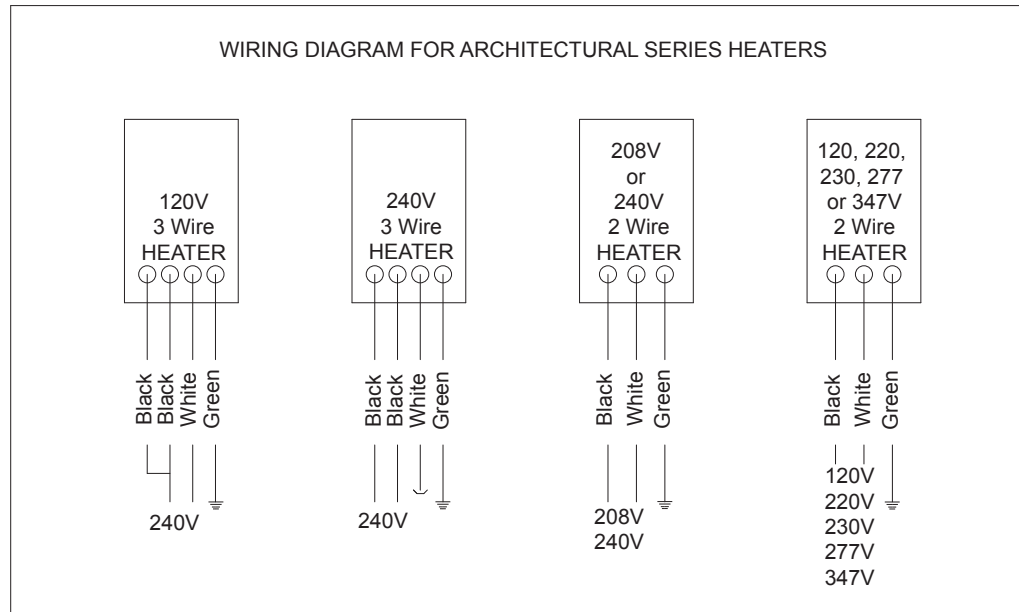 WIRING DIAGRAM FOR ARCHITECTURAL SERIES HEATERS
120V
3 Wire
HEATER
Black
Black
White
Green
240V
240V
3 Wire
HEATER
Black
Black
White
Green
240V
208V
or
240V
2 Wire
HEATER
Black
White
Green
208V
240V
120, 220,
230, 277
or 347V
2 Wire
HEATER
Black
White
Green
120V
220V
230V
277V
347V